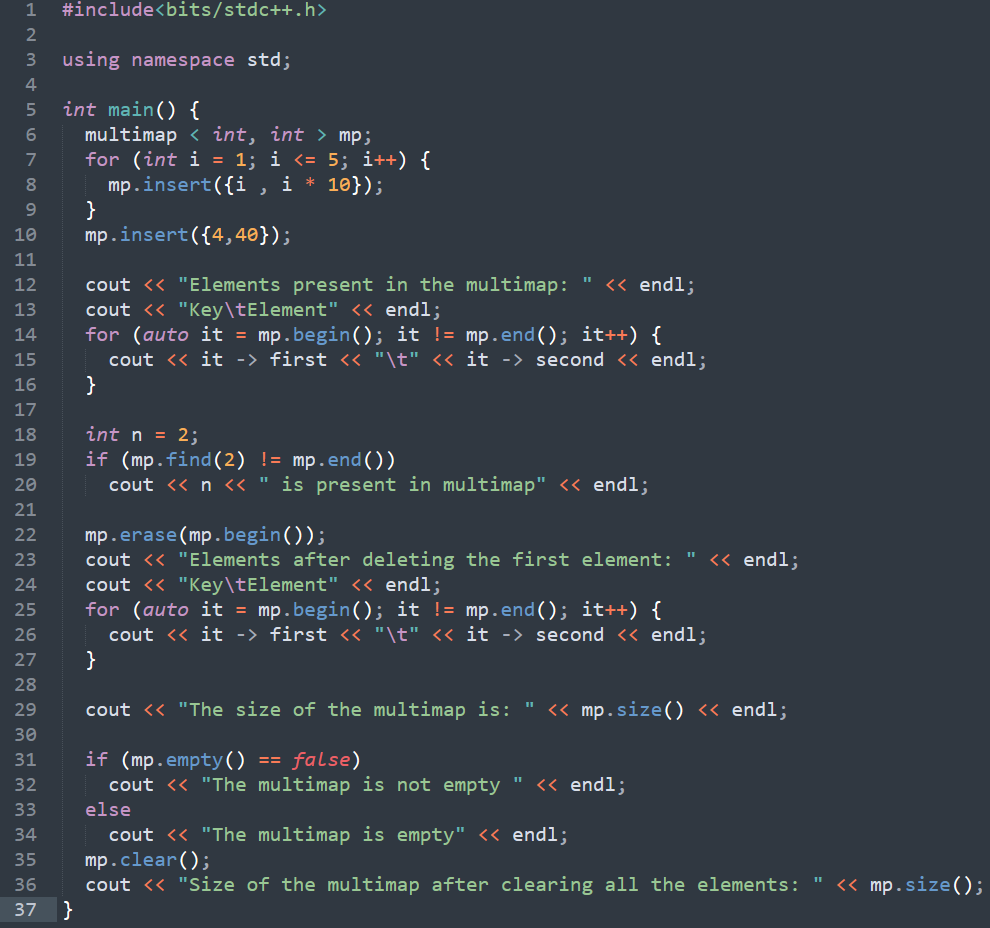 1 #include<bits/stdc++.h>
2
3 using namespace std;
4
5 int main() {
6   multimap < int, int > mp;
7   for (int i = 1; i <= 5; i++) {
8     mp.insert({i , i * 10});
9   }
10   mp.insert({4,40});
11
12   cout << "Elements present in the multimap: " << endl;
13   cout << "Key\tElement" << endl;
14   for (auto it = mp.begin(); it != mp.end(); it++) {
15     cout << it -> first << "\t" << it -> second << endl;
16   }
17
18   int n = 2;
19   if (mp.find(2) != mp.end())
20     cout << n << " is present in multimap" << endl;
21
22   mp.erase(mp.begin());
23   cout << "Elements after deleting the first element: " << endl;
24   cout << "Key\tElement" << endl;
25   for (auto it = mp.begin(); it != mp.end(); it++) {
26     cout << it -> first << "\t" << it -> second << endl;
27   }
28
29   cout << "The size of the multimap is: " << mp.size() << endl;
30
31   if (mp.empty() == false)
32     cout << "The multimap is not empty " << endl;
33   else
34     cout << "The multimap is empty" << endl;
35   mp.clear();
36   cout << "Size of the multimap after clearing all the elements: " << mp.size();
37 }